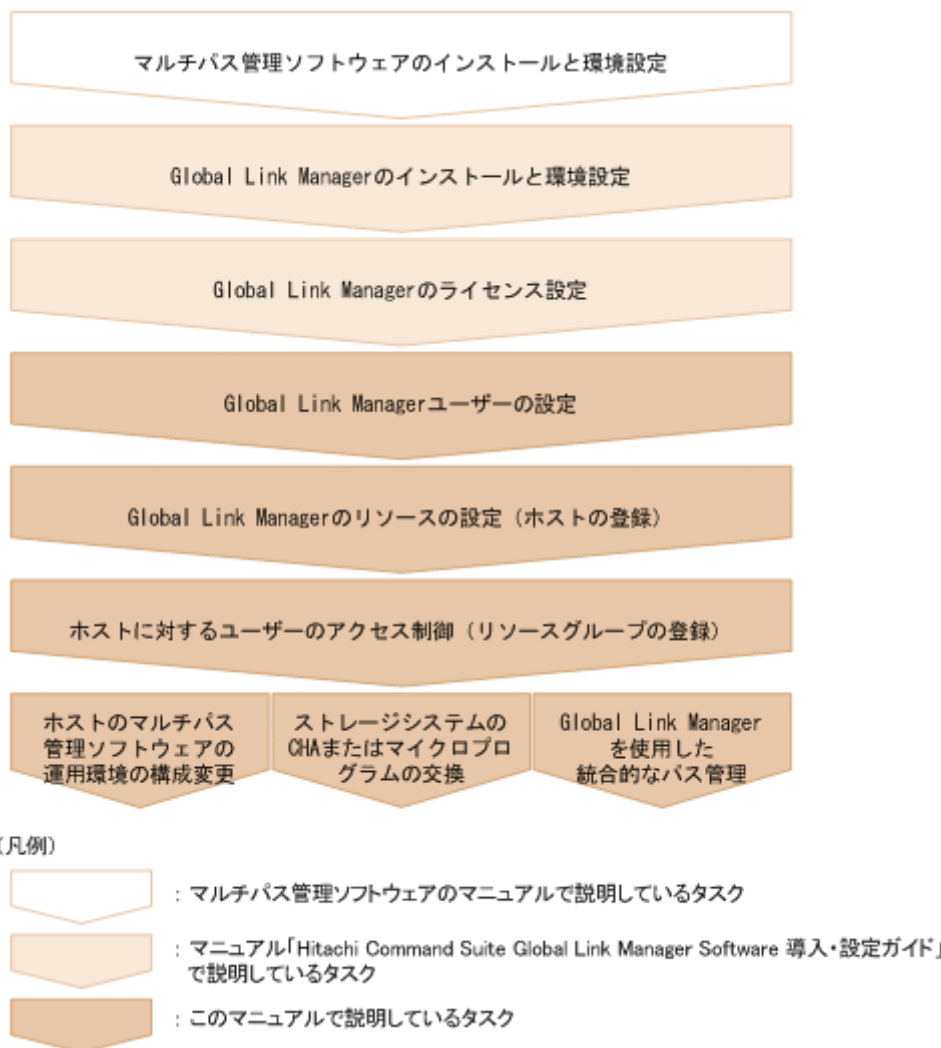 マルチパス管理ソフトウェアのインストールと環境設定
Global Link Managerのインストールと環境設定
Global Link Managerのライセンス設定
Global Link Managerユーザーの設定
Global Link Managerのリソースの設定（ホストの登録）
ホストに対するユーザーのアクセス制御（リソースグループの登録）
ホストのマルチパス
管理ソフトウェアの
運用環境の構成変更
ストレージシステムの
CHAまたはマイクロプロ
グラムの交換
Global Link Manager
を使用した
統合的なパス管理
(凡例)
: マルチパス管理ソフトウェアのマニュアルで説明しているタスク
: マニュアル「Hitachi Command Suite Global Link Manager Software 導入・設定ガイド」
で説明しているタスク
: このマニュアルで説明しているタスク